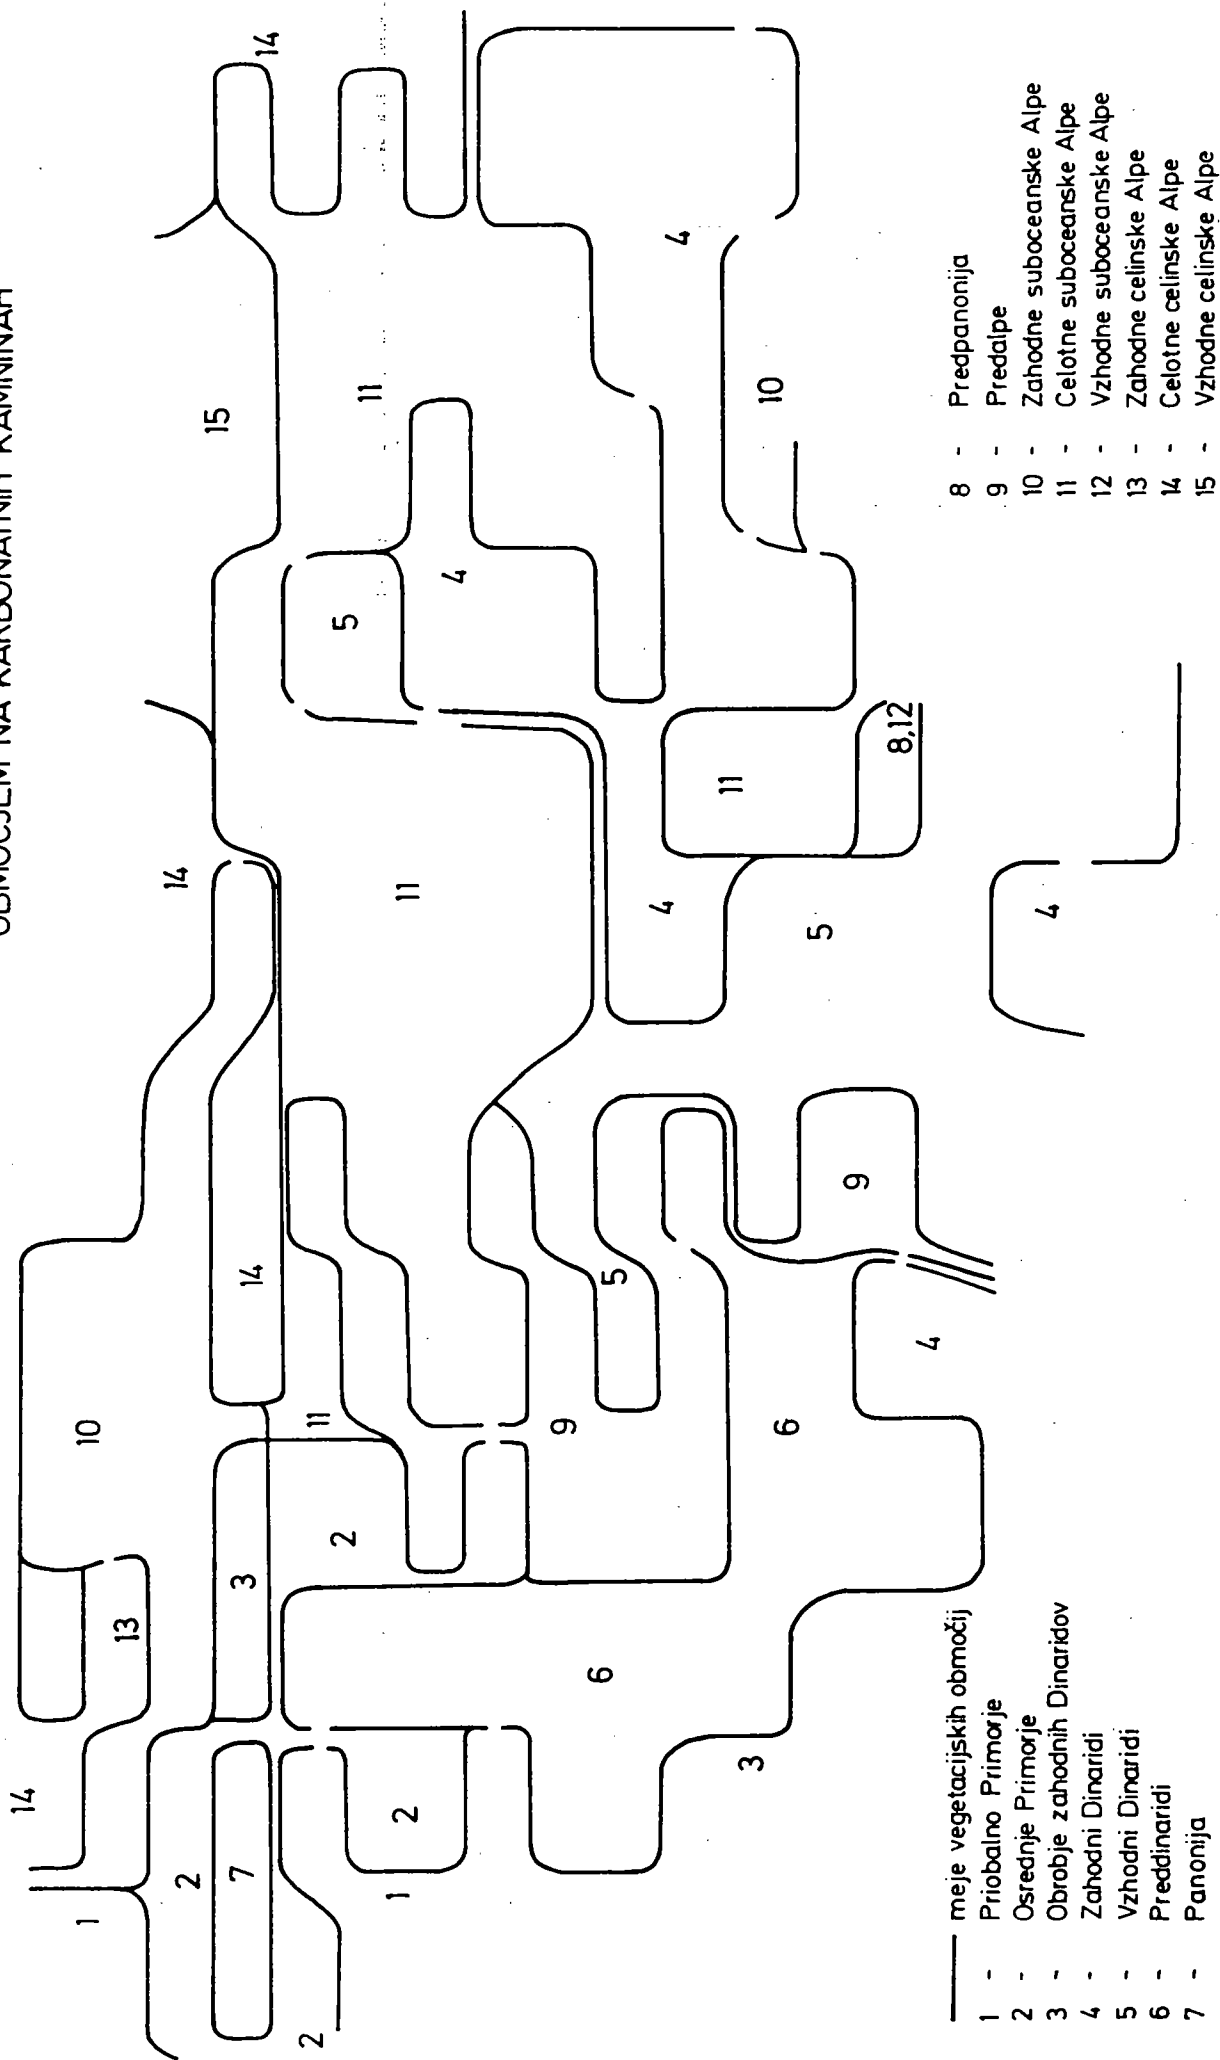 OBMOČJEM NA KARBONATNIH KAMNINAH
14
1
10
13
14
2
15
7
3
14
14
2
11
2
5
11
1
2
11
4
9
6
5
4
4
11
3
10
6
5
9
8,12
4
4
meje vegetacijskih območij
1 - Priobalno Primorje
2 - Osrednje Primorje
3 - Obrobje zahodnih Dinaridov
4 - Zahodni Dinaridi
5 - Vzhodni Dinaridi
6 - Preddinaridi
7 - Panonija
8 - Predpanonija
9 - Predalpe
10 - Zahodne suboceanske Alpe
11 - Celotne suboceanske Alpe
12 - Vzhodne suboceanske Alpe
13 - Zahodne celinske Alpe
14 - Celotne celinske Alpe
15 - Vzhodne celinske Alpe